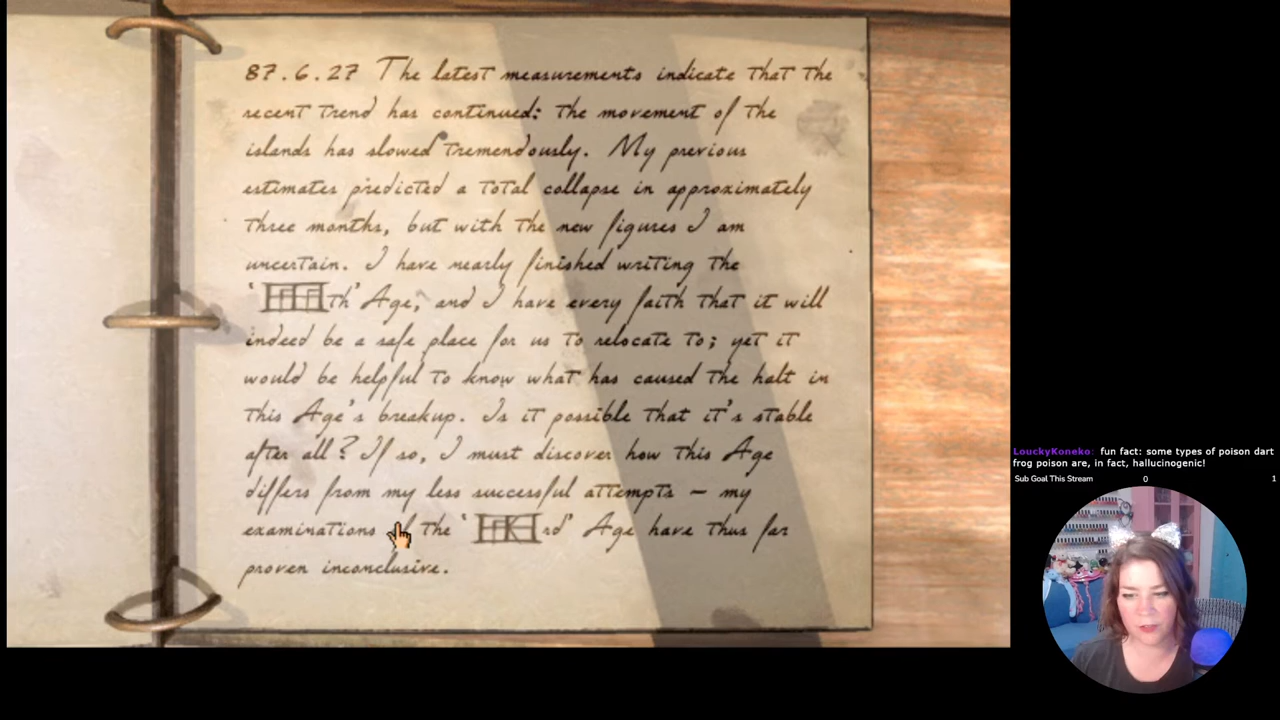 87.6.27 The latest measurements indicate that the
recent trend has continued: the movement of the
islands has slowed tremendously. My previous
estimates predicted a total collapse in approximately
three months, but with the new figures I am
uncertain. I have nearly finished writing the
'th' Age, and I have every faith that it will
indeed be a safe place for us to relocate to; yet it
would be helpful to know what has caused the halt in
this Age's breakup. Is it possible that it's stable
after all? If so, I must discover how this Age
differs from my less successful attempts – my
examinations of the 'rd' Age have thus far
proven inconclusive.
LouckyKoneko: fun fact: some types of poison dart
frog poison are, in fact, hallucinogenic!
Sub Goal This Stream 0 1